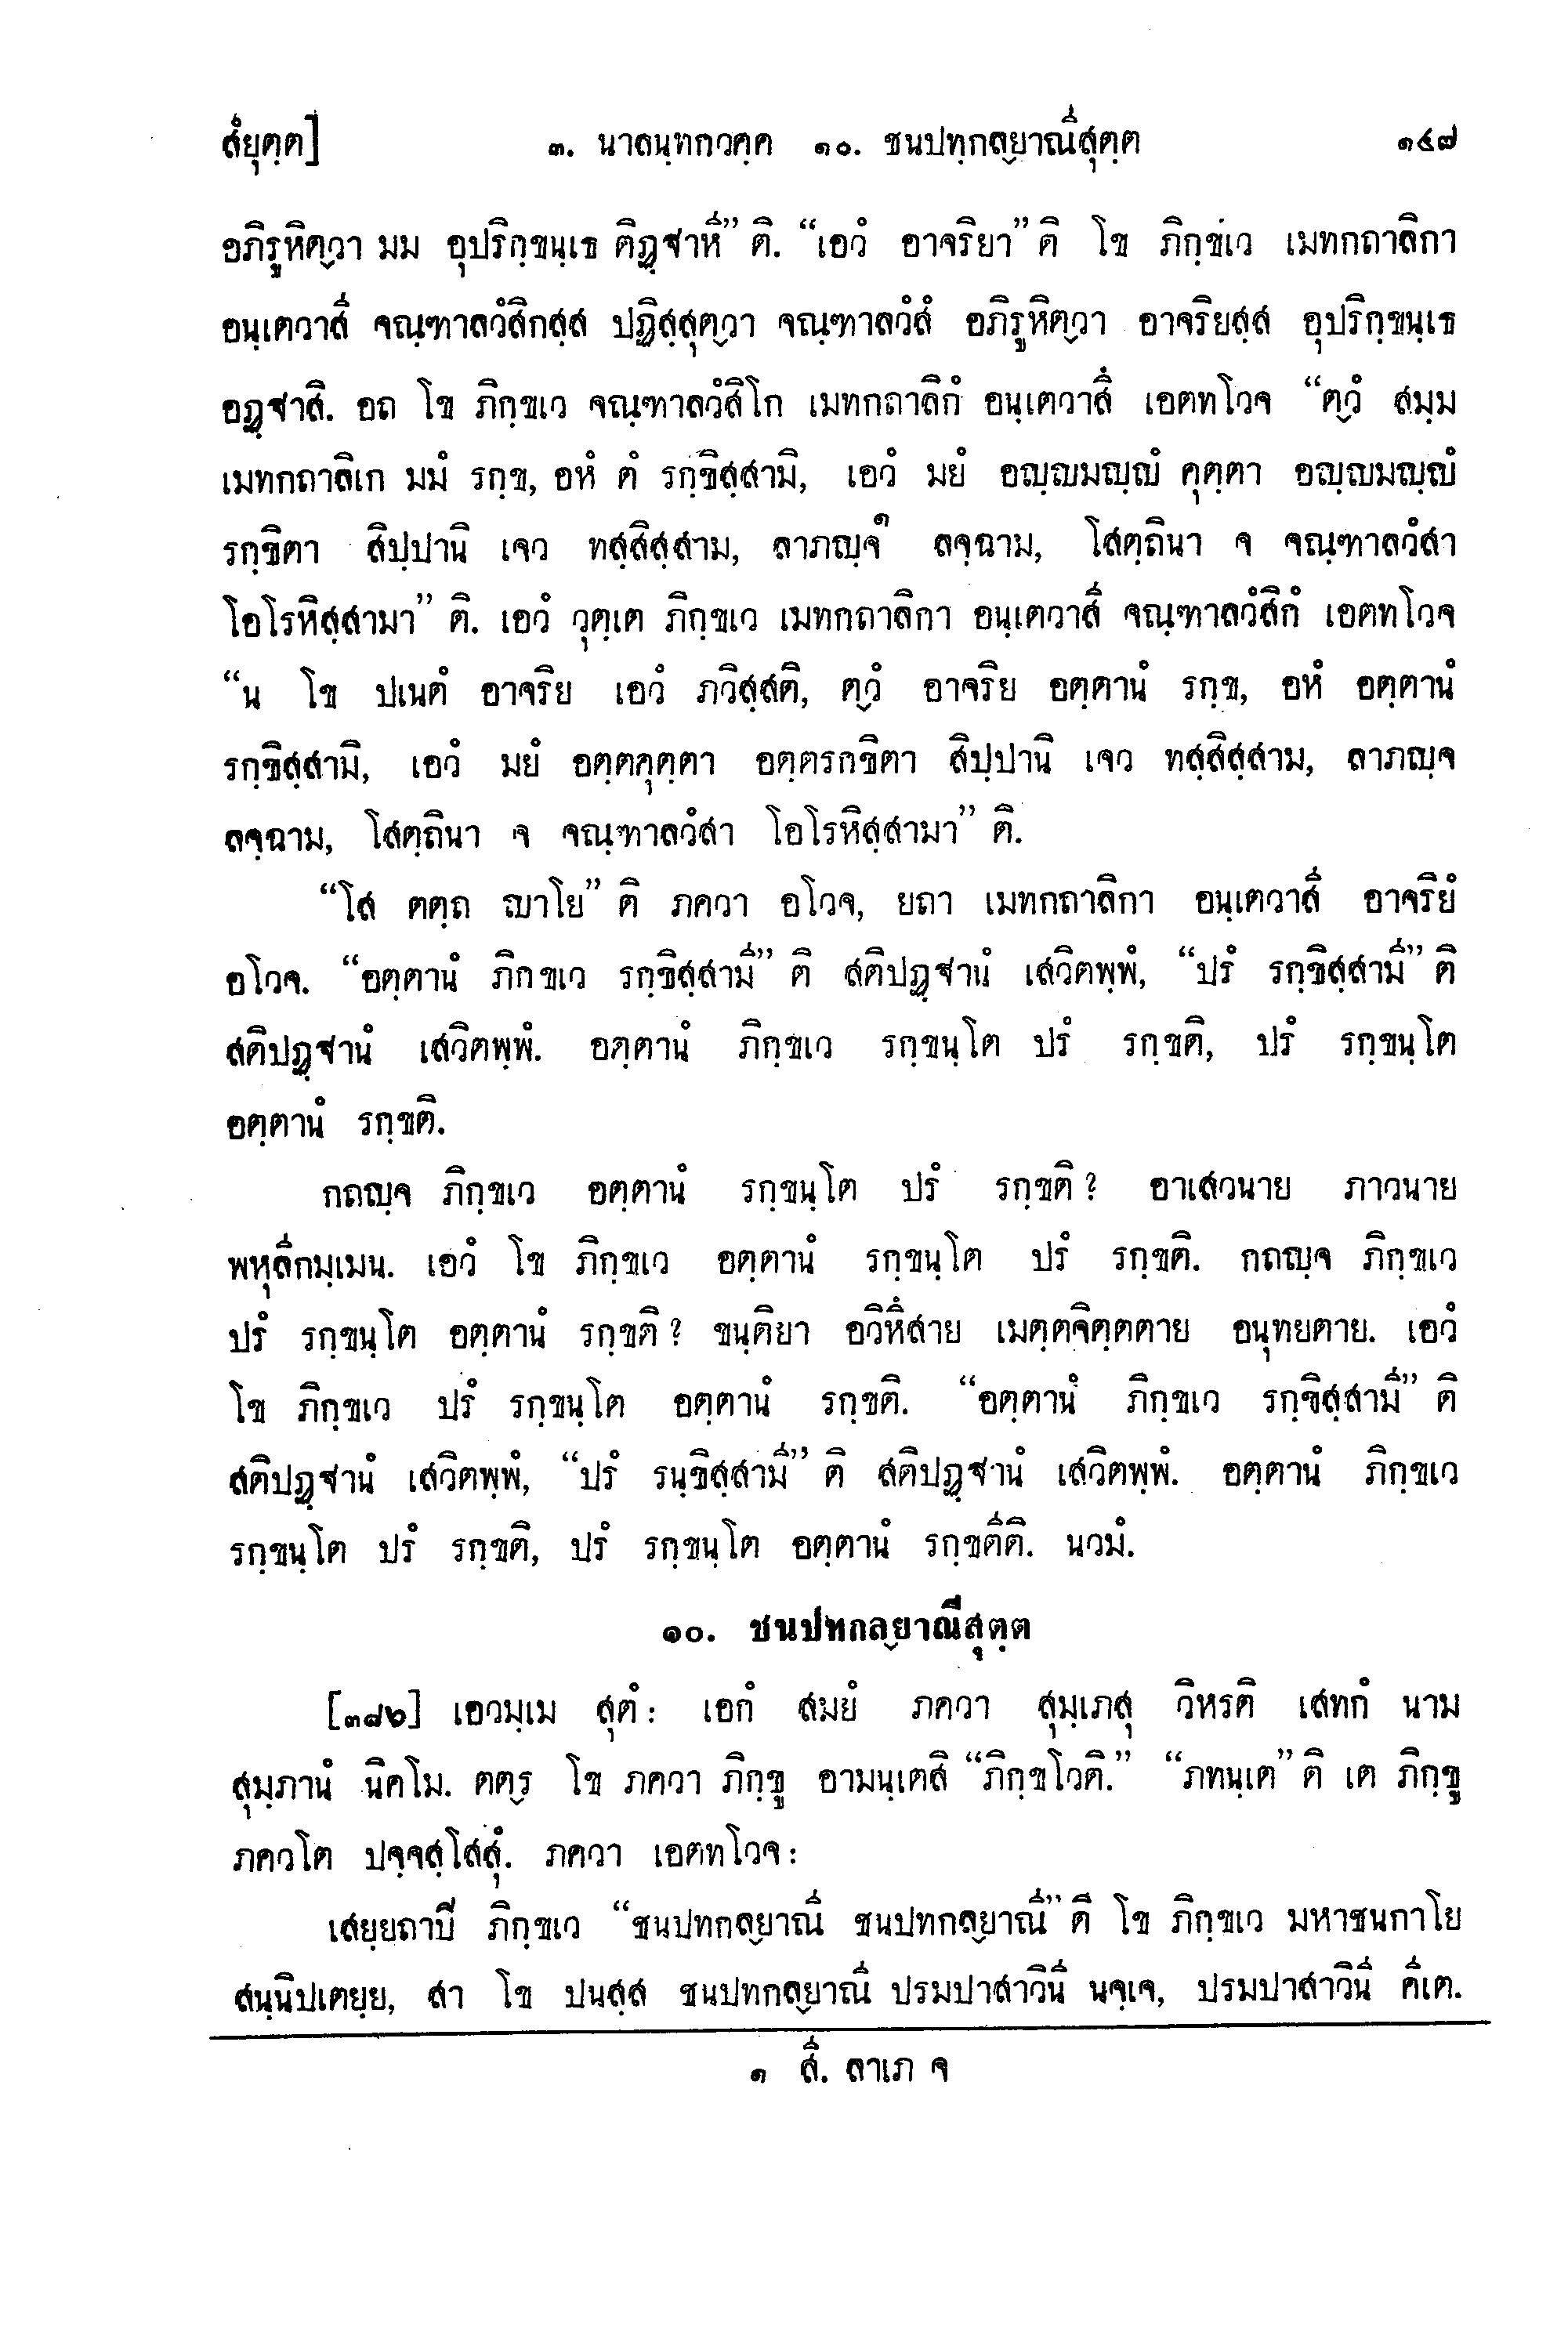 สํยุตฺต] ๓. นาลนฺทกวคฺค ๑๐. ชนปทฺกลฺยาณีสุตฺต ๑๔๗
อภิรูหิตฺวา มม อุปริกฺขนฺเธ ติฏฺฐาหี” ติ. “เอวํ อาจริยา” ติ โข ภิกฺขเว เมทกถาลิกา
อนฺเตวาสี จณฺฑาลวํสิกสฺส ปฏิสฺสุตฺวา จณฺฑาลวํสํ อภิรูหิตฺวา อาจริยสฺส อุปริกฺขนฺเธ
อฏฺฐาสิ. อถ โข ภิกฺขเว จณฺฑาลวํสิโก เมทกถาลิกํ อนฺเตวาสึ เอตทโวจ “ตฺวํ สมฺม
เมทกถาลิเก มมํ รกฺข, อหํ ตํ รกฺขิสฺสามิ, เอวํ มยํ อญฺญมญฺญํ คุตฺตา อญฺญมญฺญํ
รกฺขิตา สิปฺปานิ เจว ทสฺสิสฺสาม, ลาภญฺจ๑ ลจฺฉาม, โสตฺถินา จ จณฺฑาลวํสา
โอโรหิสฺสามา” ติ. เอวํ วุตฺเต ภิกฺขเว เมทกถาลิกา อนฺเตวาสี จณฺฑาลวํสิกํ เอตทโวจ
“น โข ปเนตํ อาจริย เอวํ ภวิสฺสติ, ตฺวํ อาจริย อตฺตานํ รกฺข, อหํ อตฺตานํ
รกฺขิสฺสามิ, เอวํ มยํ อตฺตคุตฺตา อตฺตรกขิตา สิปฺปานิ เจว ทสฺสิสฺสาม, ลาภญฺจ
ลจฺฉาม, โสตฺถินา จ จณฺฑาลวํสา โอโรหิสฺสามา” ติ.
“โส ตตฺถ ญาโย” ติ ภควา อโวจ, ยถา เมทกถาลิกา อนฺเตวาสี อาจริยํ
อโวจ. “อตฺตานํ ภิกขเว รกฺขิสฺสามี” ติ สติปฏฺฐานํ เสวิตพฺพํ, “ปรํ รกฺขิสฺสามี” ติ
สติปฏฺฐานํ เสวิตพฺพํ. อตฺตานํ ภิกฺขเว รกฺขนฺโต ปรํ รกฺขติ, ปรํ รกฺขนฺโต
อตฺตานํ รกฺขติ.
กถญฺจ ภิกฺขเว อตฺตานํ รกฺขนฺโต ปรํ รกฺขติ? อาเสวนาย ภาวนาย
พหุลีกมฺเมน. เอวํ โข ภิกฺขเว อตฺตานํ รกฺขนฺโต ปรํ รกฺขติ. กถญฺจ ภิกฺขเว
ปรํ รกฺขนฺโต อตฺตานํ รกฺขติ? ขนฺติยา อวิหึสาย เมตฺตจิตฺตตาย อนุทยตาย. เอวํ
โข ภิกฺขเว ปรํ รกฺขนฺโต อตฺตานํ รกฺขติ. “อตฺตานํ ภิกฺขเว รกฺขิสฺสามี” ติ
สติปฏฺฐานํ เสวิตพฺพํ, “ปรํ รนฺขิสฺสามี” ติ สติปฏฺฐานํ เสวิตพฺพํ. อตฺตานํ ภิกฺขเว
รกฺขนฺโต ปรํ รกฺขติ, ปรํ รกฺขนฺโต อตฺตานํ รกฺขตีติ. นวมํ.
๑๐. ชนปทกลฺยาณีสุตฺต
[๓๘๖] เอวมฺเม สุตํ: เอกํ สมยํ ภควา สุมฺเภสุ วิหรติ เสทกํ นาม
สุมฺภานํ นิคโม. ตตฺร โข ภควา ภิกฺขู อามนฺเตสิ “ภิกฺขโวติ.” “ภทนฺเต” ติ เต ภิกฺขู
ภควโต ปจฺจสฺโสสุํ. ภควา เอตทโวจ:
เสยฺยถาปี ภิกฺขเว “ชนปทกลฺยาณี ชนปทกลฺยาณี” ติ โข ภิกฺขเว มหาชนกาโย
สนฺนิปเตยฺย, สา โข ปนสฺส ชนปทกลฺยาณี ปรมปาสาวินี นจฺเจ, ปรมปาสาวินี คีเต.
๑ สี. ลาเภ จ